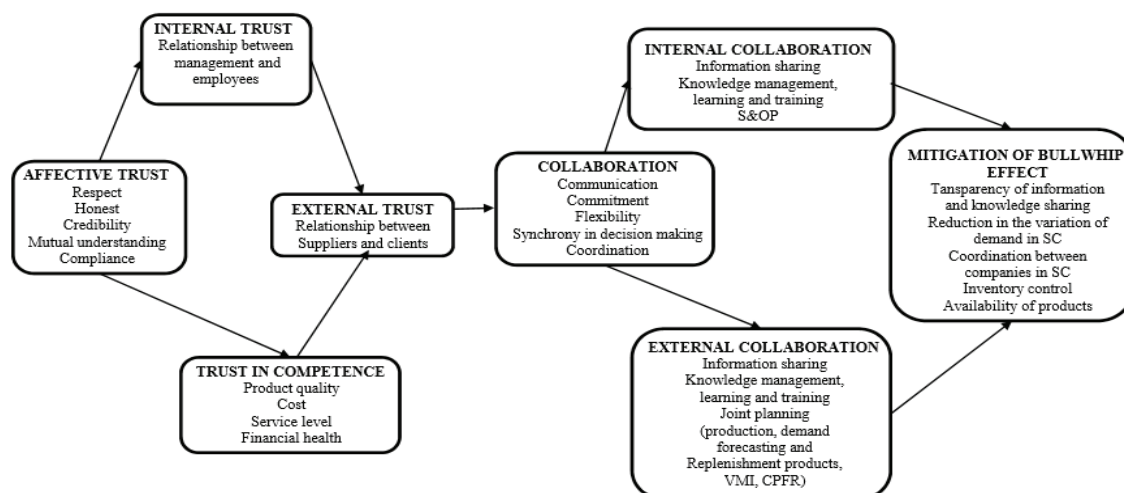 INTERNAL TRUST
Relationship between
management and
employees
AFFECTIVE TRUST
Respect
Honest
Credibility
Mutual understanding
Compliance
TRUST IN COMPETENCE
Product quality
Cost
Service level
Financial health
EXTERNAL TRUST
Relationship between
Suppliers and clients
COLLABORATION
Communication
Commitment
Flexibility
Synchrony in decision making
Coordination
INTERNAL COLLABORATION
Information sharing
Knowledge management,
learning and training
S&OP
EXTERNAL COLLABORATION
Information sharing
Knowledge management,
learning and training
Joint planning
(production, demand
forecasting and
Replenishment products,
VMI, CPFR)
MITIGATION OF BULLWHIP
EFFECT
Tansparency of information
and knowledge sharing
Reduction in the variation of
demand in SC
Coordination between
companies in SC
Inventory control
Availability of products